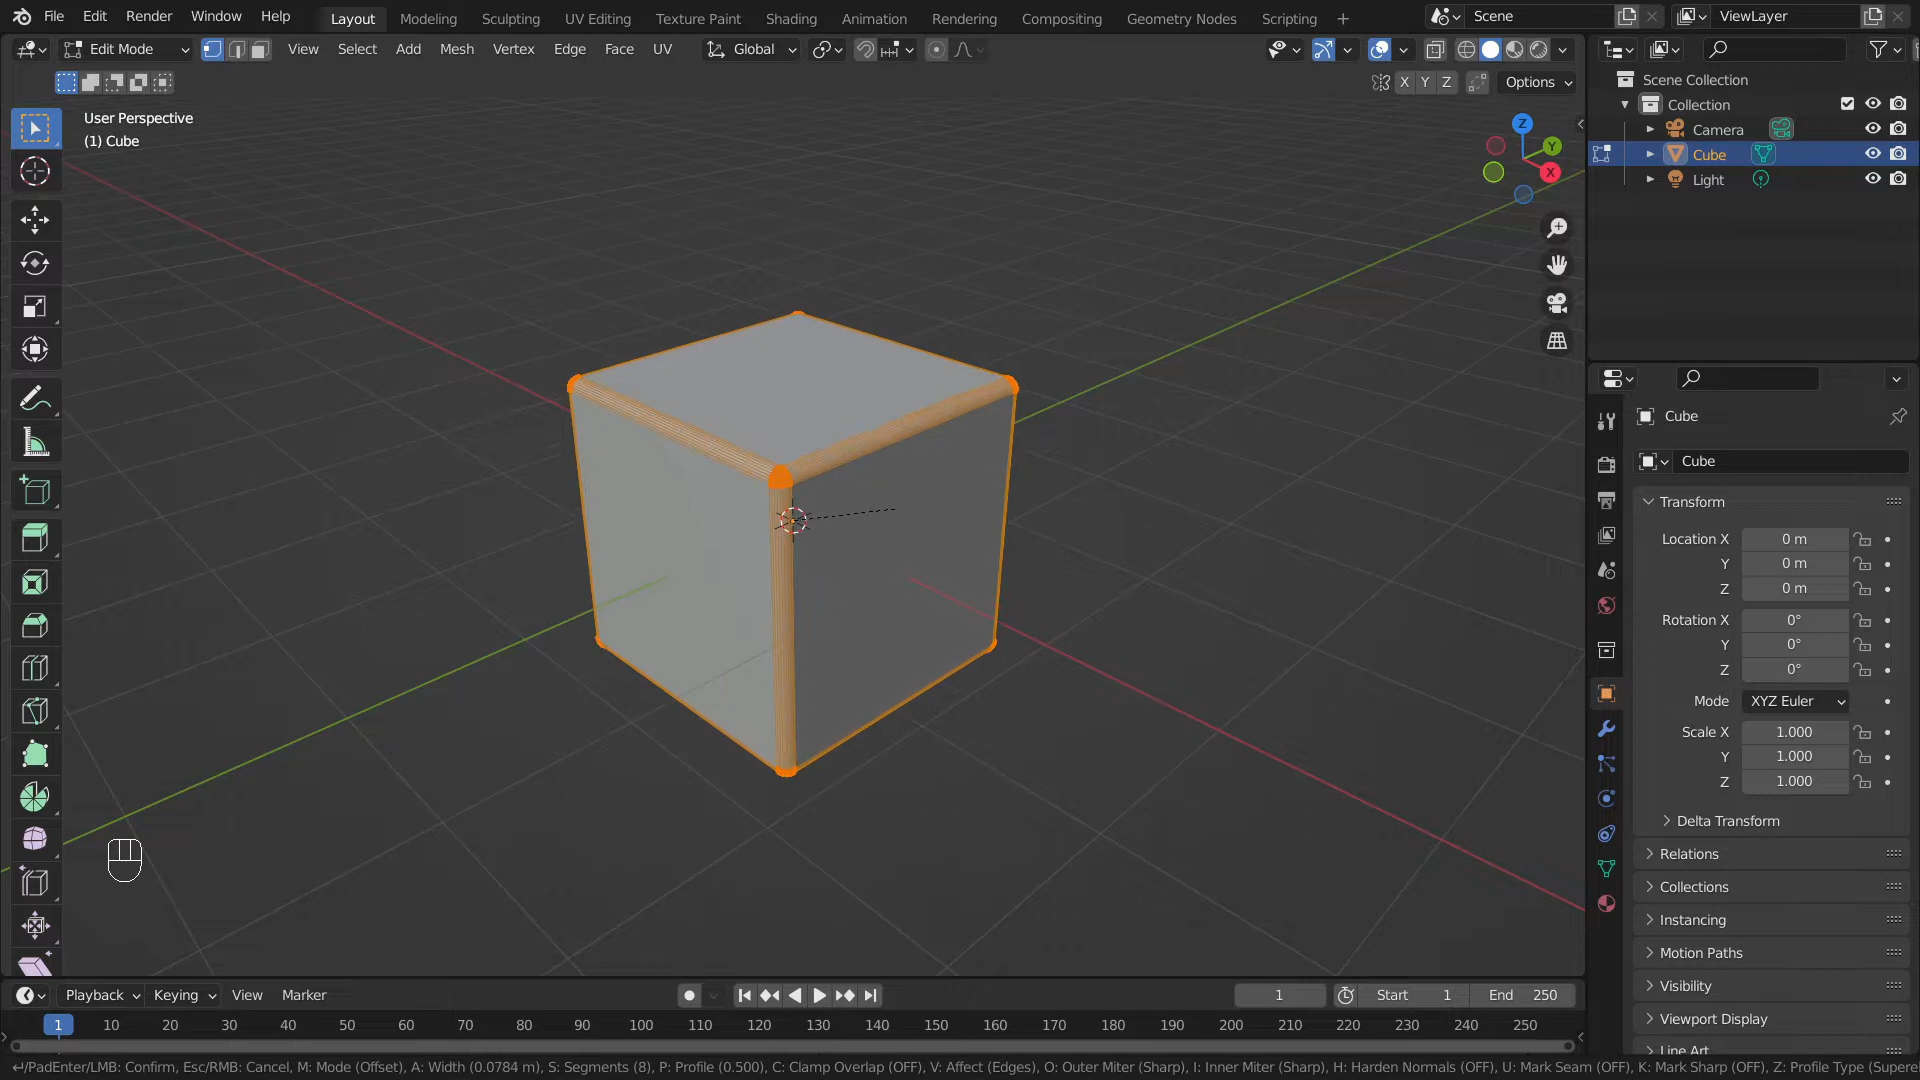 File Edit Render Window Help Layout Modeling Sculpting UV Editing Texture Paint Shading Animation Rendering Compositing Geometry Nodes Scripting + Scene ViewLayer
Edit Mode View Select Add Mesh Vertex Edge Face UV Global
X Y Z Options
User Perspective
(1) Cube
Z
Y
X
Scene Collection
Collection
Camera
Cube
Light
Cube
Cube
Transform
Location X 0 m
Y 0 m
Z 0 m
Rotation X 0°
Y 0°
Z 0°
Mode XYZ Euler
Scale X 1.000
Y 1.000
Z 1.000
Delta Transform
Relations
Collections
Instancing
Motion Paths
Visibility
Viewport Display
Line Art
Playback Keying View Marker 1 Start 1 End 250
1 10 20 30 40 50 60 70 80 90 100 110 120 130 140 150 160 170 180 190 200 210 220 230 240 250
↵/PadEnter/LMB: Confirm, Esc/RMB: Cancel, M: Mode (Offset), A: Width (0.0784 m), S: Segments (8), P: Profile (0.500), C: Clamp Overlap (OFF), V: Affect (Edges), O: Outer Miter (Sharp), I: Inner Miter (Sharp), H: Harden Normals (OFF), U: Mark Seam (OFF), K: Mark Sharp (OFF), Z: Profile Type (Supere